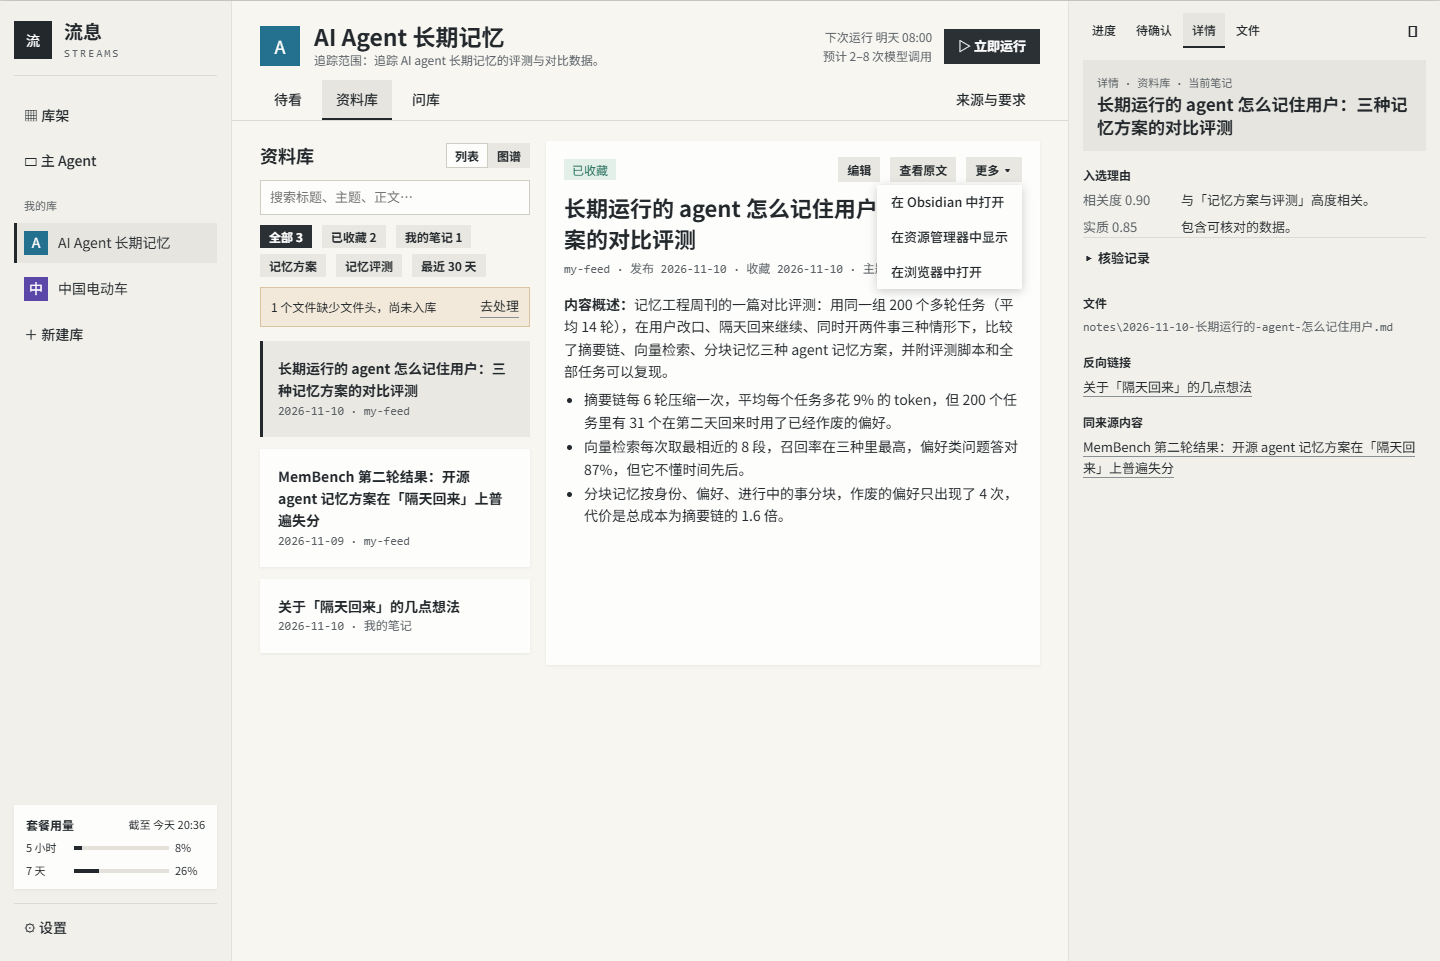 流
流息
STREAMS
库架
主 Agent
我的库
A
AI Agent 长期记忆
中
中国电动车
新建库
套餐用量
截至 今天 20:36
5 小时
8%
7 天
26%
设置
A
AI Agent 长期记忆
追踪范围：追踪 AI agent 长期记忆的评测与对比数据。
下次运行 明天 08:00
预计 2–8 次模型调用
立即运行
待看
资料库
问库
来源与要求
资料库
列表
图谱
搜索标题、主题、正文…
全部 3
已收藏 2
我的笔记 1
记忆方案
记忆评测
最近 30 天
1 个文件缺少文件头，尚未入库
去处理
长期运行的 agent 怎么记住用户：三
种记忆方案的对比评测
2026-11-10 · my-feed
MemBench 第二轮结果：开源
agent 记忆方案在「隔天回来」上普
遍失分
2026-11-09 · my-feed
关于「隔天回来」的几点想法
2026-11-10 · 我的笔记
已收藏
编辑
查看原文
更多
在 Obsidian 中打开
在资源管理器中显示
在浏览器中打开
长期运行的 agent 怎么记住用户
案的对比评测
my-feed · 发布 2026-11-10 · 收藏 2026-11-10 · 主
内容概述：记忆工程周刊的一篇对比评测：用同一组 200 个多轮任务（平
均 14 轮），在用户改口、隔天回来继续、同时开两件事三种情形下，比较
了摘要链、向量检索、分块记忆三种 agent 记忆方案，并附评测脚本和全
部任务可以复现。
摘要链每 6 轮压缩一次，平均每个任务多花 9% 的 token，但 200 个任
务里有 31 个在第二天回来时用了已经作废的偏好。
向量检索每次取最相近的 8 段，召回率在三种里最高，偏好类问题答对
87%，但它不懂时间先后。
分块记忆按身份、偏好、进行中的事分块，作废的偏好只出现了 4 次，
代价是总成本为摘要链的 1.6 倍。
进度
待确认
详情
文件
详情 · 资料库 · 当前笔记
长期运行的 agent 怎么记住用户：三种记
忆方案的对比评测
入选理由
相关度 0.90
与「记忆方案与评测」高度相关。
实质 0.85
包含可核对的数据。
核验记录
文件
notes\2026-11-10-长期运行的-agent-怎么记住用户.md
反向链接
关于「隔天回来」的几点想法
同来源内容
MemBench 第二轮结果：开源 agent 记忆方案在「隔天回
来」上普遍失分